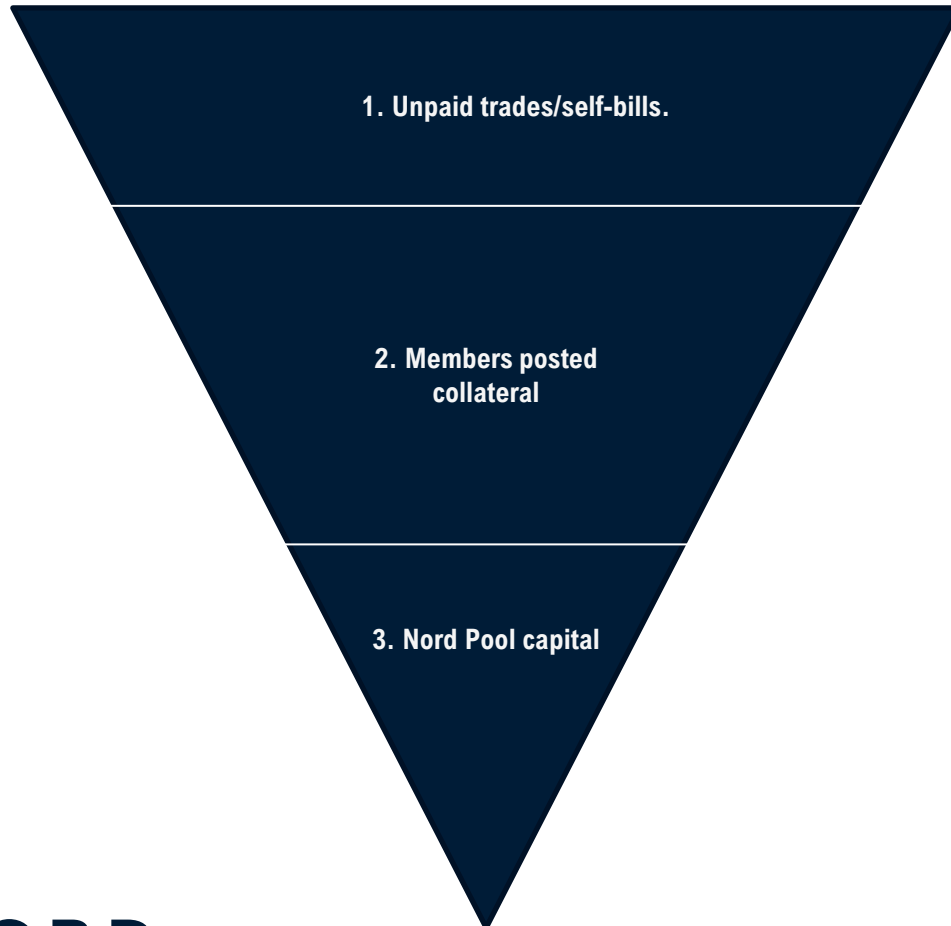 1. Unpaid trades/self-bills.
2. Members posted
collateral
3. Nord Pool capital